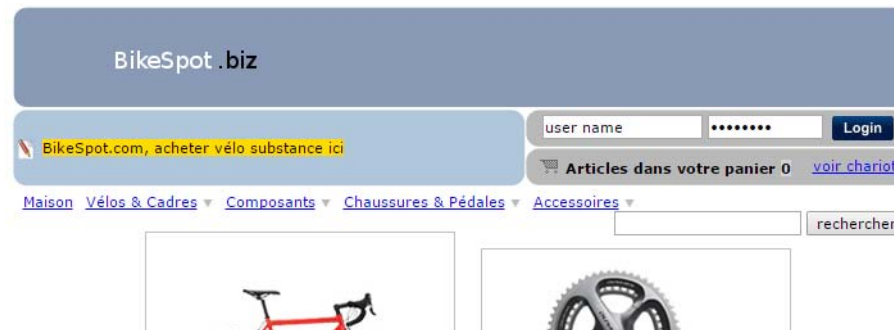 BikeSpot .biz
user name •••••••• Login
BikeSpot.com, acheter vélo substance ici
Articles dans votre panier 0 voir chariot
Maison Vélos & Cadres Composants Chaussures & Pédales Accessoires
rechercher